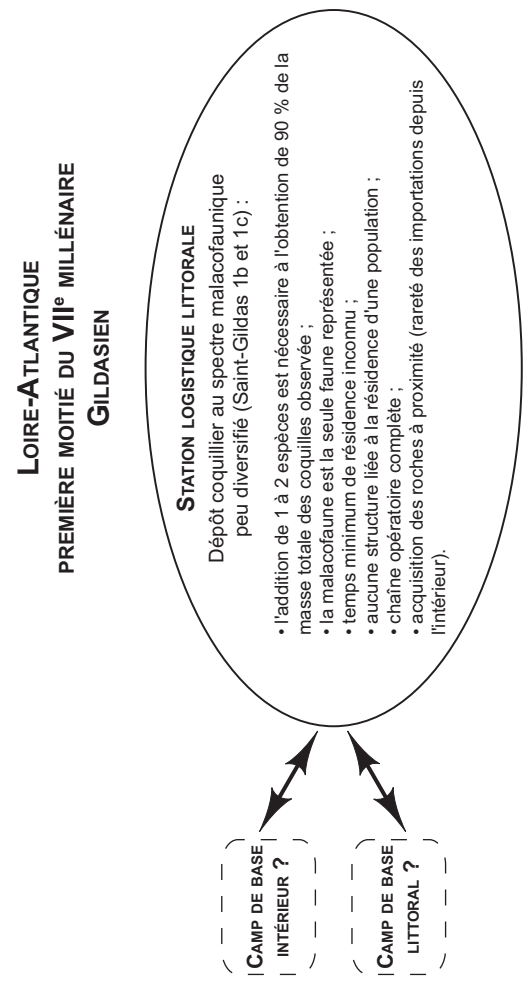 LOIRE-ATLANTIQUE
PREMIÈRE MOITIÉ DU VIIe MILLÉNAIRE
GILDASIEN
STATION LOGISTIQUE LITTORALE
Dépôt coquillier au spectre malacofaunique
peu diversifié (Saint-Gildas 1b et 1c) :
• l'addition de 1 à 2 espèces est nécessaire à l'obtention de 90 % de la
masse totale des coquilles observée ;
• la malacofaune est la seule faune représentée ;
• temps minimum de résidence inconnu ;
• aucune structure liée à la résidence d'une population ;
• chaîne opératoire complète ;
• acquisition des roches à proximité (rareté des importations depuis
l'intérieur).
CAMP DE BASE
INTÉRIEUR ?
CAMP DE BASE
LITTORAL ?